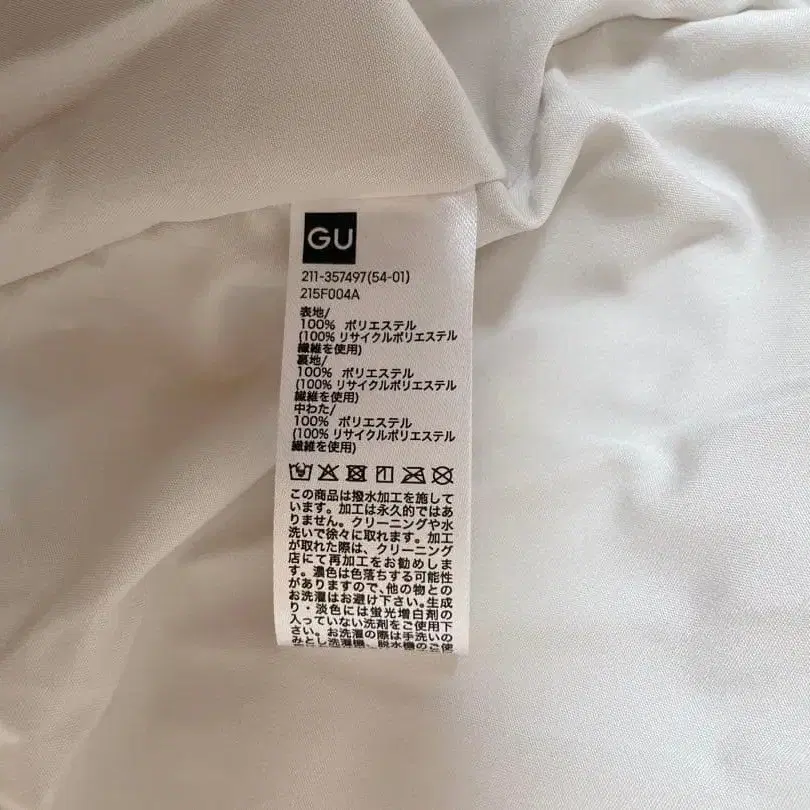 GU
211-357497(54-01)
215F004A
表地/
100% ポリエステル
(100% リサイクルポリエステル
繊維を使用)
裏地/
100% ポリエステル
(100% リサイクルポリエステル
繊維を使用)
中わた/
100% ポリエステル
(100% リサイクルポリエステル
繊維を使用)
この商品は撥水加工を施して
います。加工は永久的ではあ
りません。クリーニングや水
洗いで徐々に取れます。加工
が取れた際は、クリーニング
店にて再加工をお勧めしま
す。濃色は色落ちする可能性
がありますので、他の物との
お洗濯はお避け下さい。生成
り・淡色には蛍光増白剤の
入っていない洗剤をご使用下
さい。お洗濯の際は手洗いの
みとし洗濯機、脱水機のご使